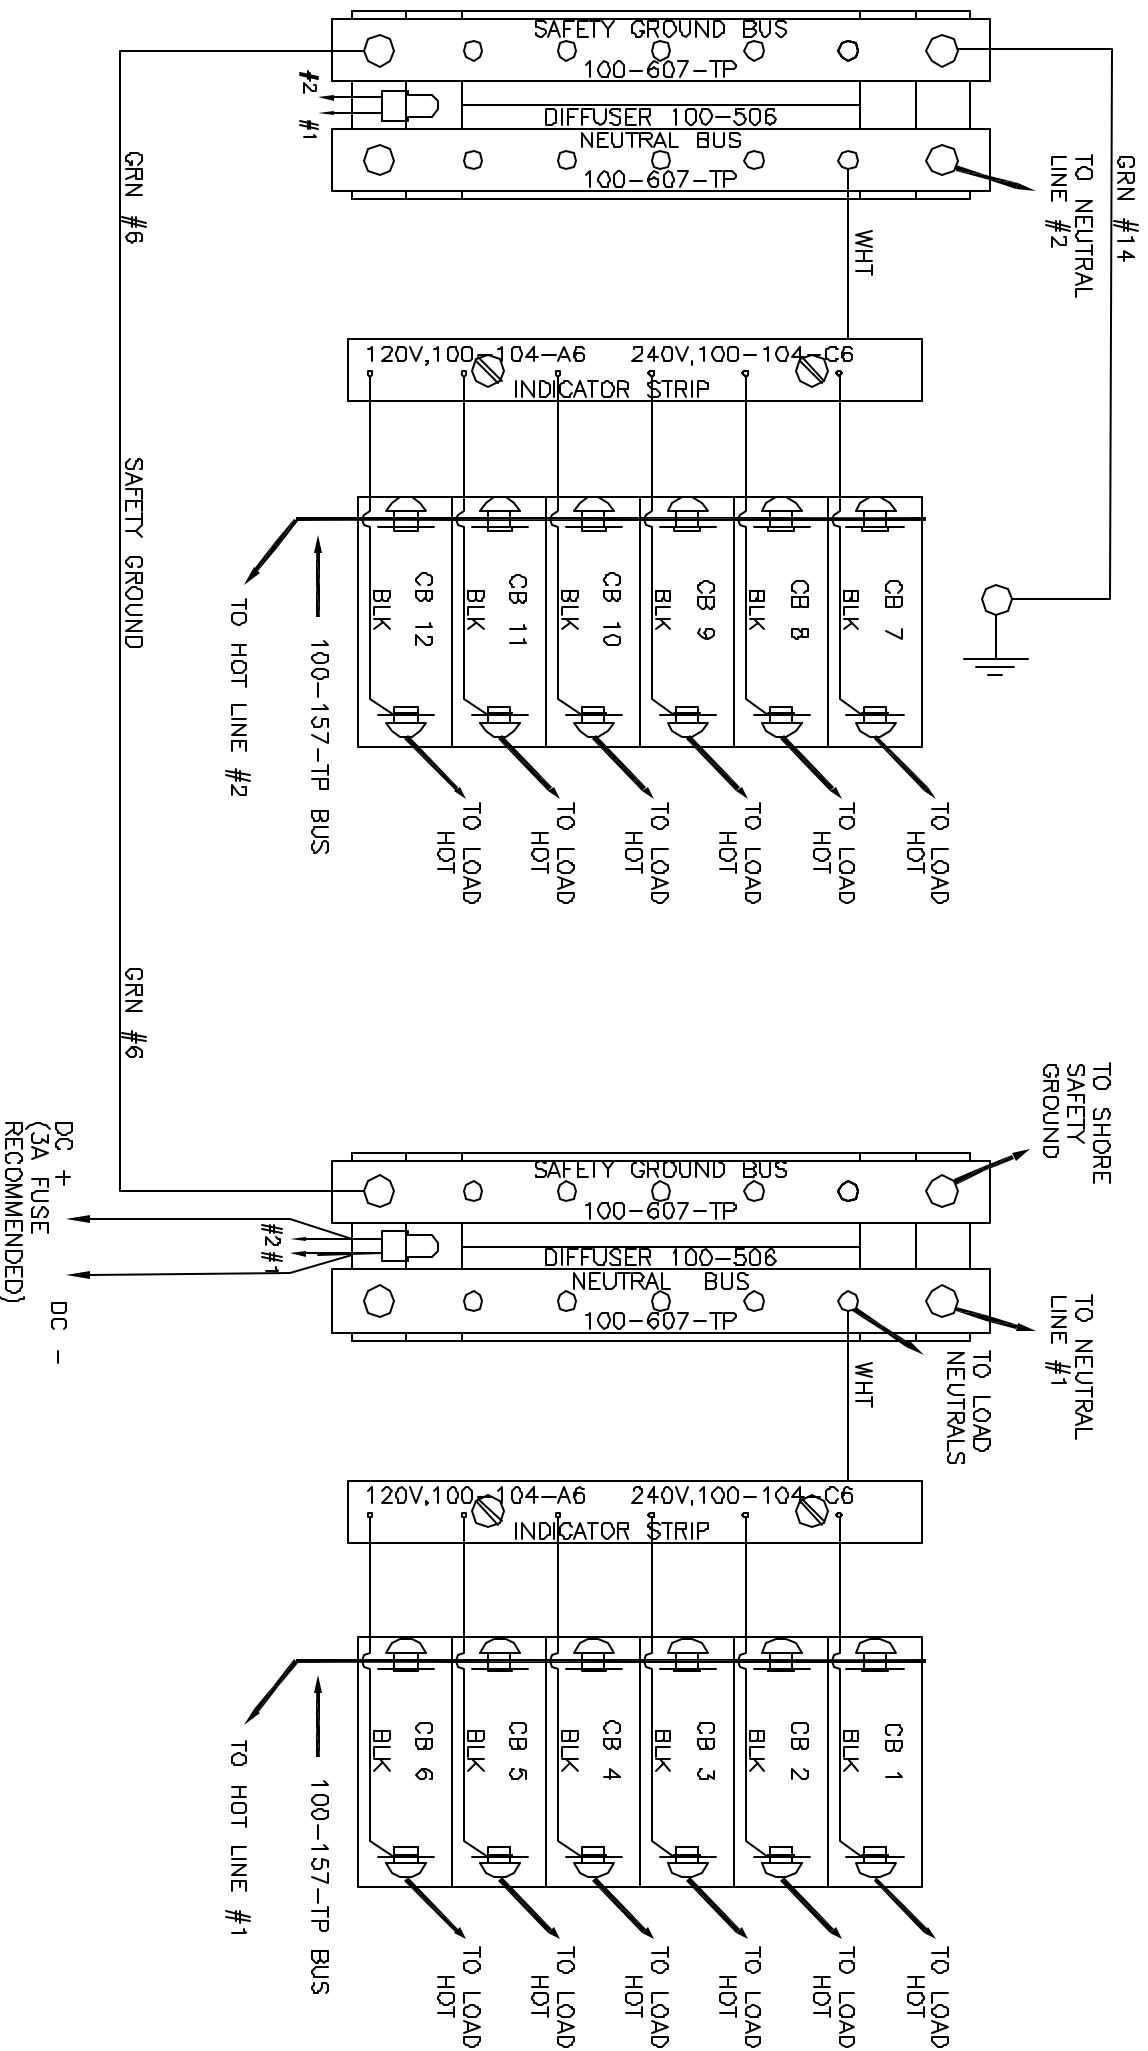 SAFETY GROUND BUS
100-607-TP
#2
#1
DIFFUSER 100-506
NEUTRAL BUS
100-607-TP
GRN #6
GRN #14
TO NEUTRAL
LINE #2
WHT
120V,100-104-A6
240V,100-104-C6
INDICATOR STRIP
SAFETY GROUND
CB 12
BLK
CB 11
BLK
CB 10
BLK
CB 9
BLK
CB 8
BLK
CB 7
BLK
TO HOT LINE #2
100-157-TP BUS
TO LOAD
HOT
TO LOAD
HOT
TO LOAD
HOT
TO LOAD
HOT
TO LOAD
HOT
TO LOAD
HOT
GRN #6
TO SHORE
SAFETY
GROUND
SAFETY GROUND BUS
100-607-TP
DC +
(3A FUSE
RECOMMENDED)
#2
#1
DIFFUSER 100-506
NEUTRAL BUS
100-607-TP
DC -
TO NEUTRAL
LINE #1
TO LOAD
NEUTRALS
WHT
120V,100-104-A6
240V,100-104-C6
INDICATOR STRIP
CB 6
BLK
CB 5
BLK
CB 4
BLK
CB 3
BLK
CB 2
BLK
CB 1
BLK
TO HOT LINE #1
100-157-TP BUS
TO LOAD
HOT
TO LOAD
HOT
TO LOAD
HOT
TO LOAD
HOT
TO LOAD
HOT
TO LOAD
HOT